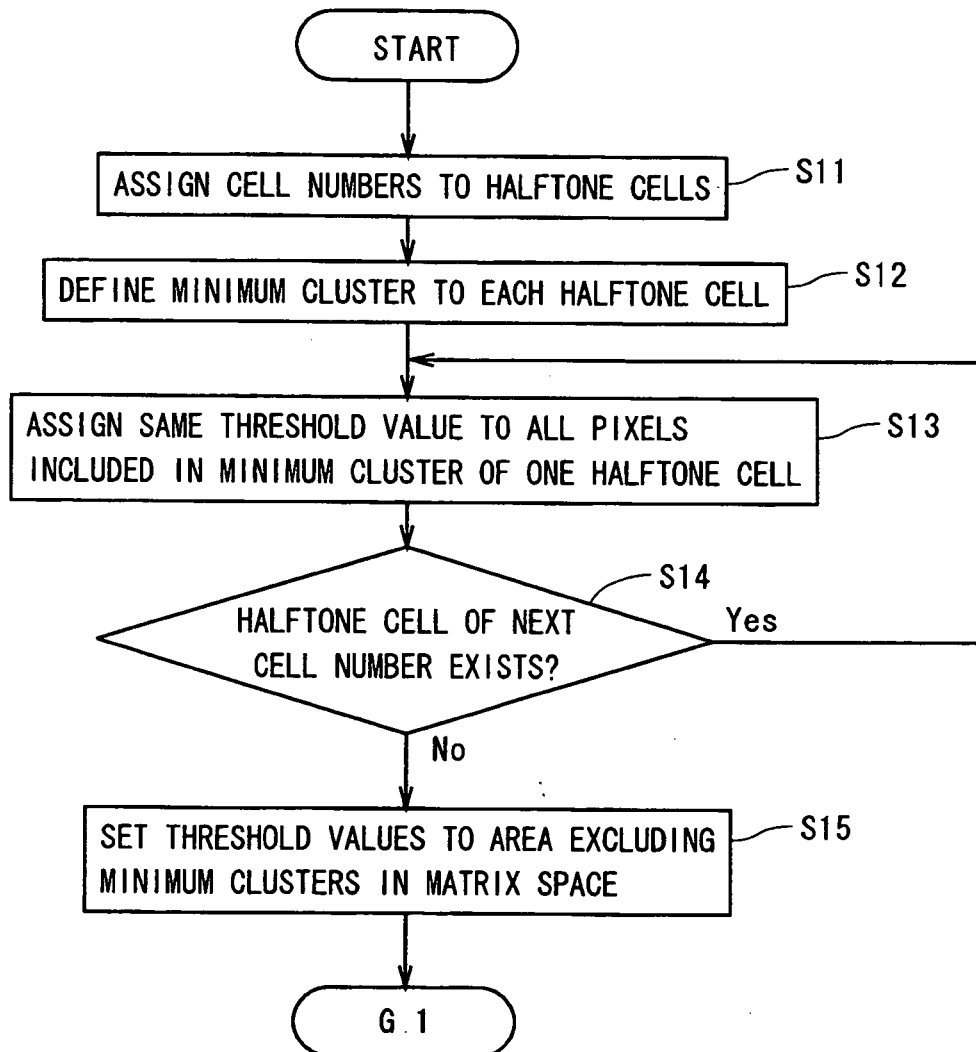 START
ASSIGN CELL NUMBERS TO HALFTONE CELLS
S11
DEFINE MINIMUM CLUSTER TO EACH HALFTONE CELL
S12
ASSIGN SAME THRESHOLD VALUE TO ALL PIXELS
INCLUDED IN MINIMUM CLUSTER OF ONE HALFTONE CELL
S13
HALFTONE CELL OF NEXT
CELL NUMBER EXISTS?
S14
Yes
No
SET THRESHOLD VALUES TO AREA EXCLUDING
MINIMUM CLUSTERS IN MATRIX SPACE
S15
G 1